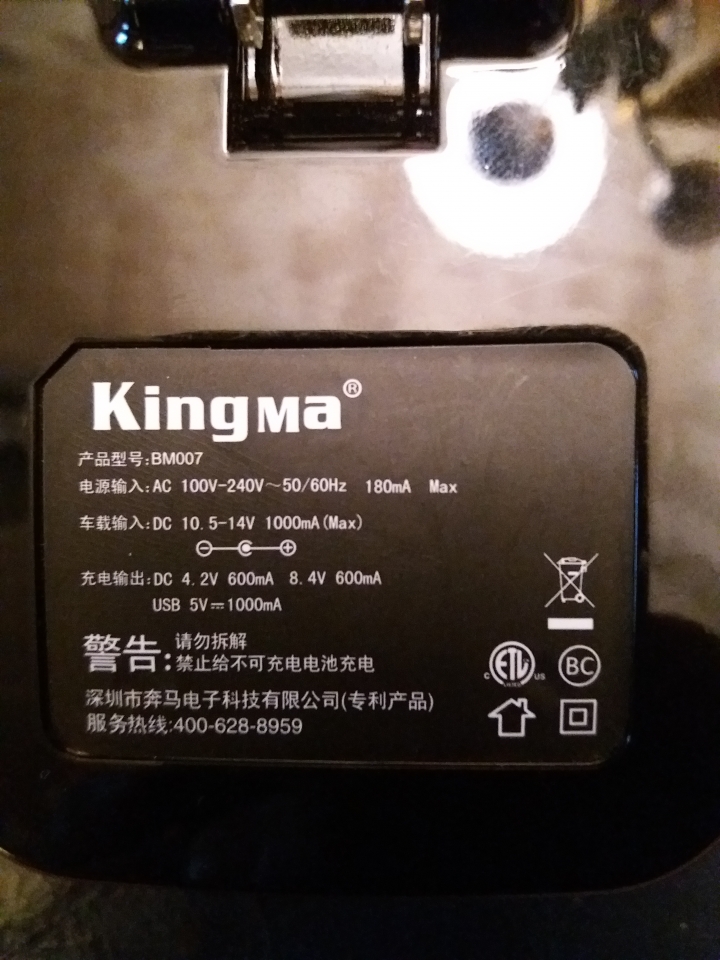 KingMa®
产品型号:BM007
电源输入:AC 100V-240V～50/60Hz 180mA Max
车载输入:DC 10.5-14V 1000mA(Max)
充电输出:DC 4.2V 600mA 8.4V 600mA
USB 5V⎓1000mA
警告:请勿拆解
禁止给不可充电电池充电
深圳市奔马电子科技有限公司(专利产品)
服务热线:400-628-8959
c ETL us
BC